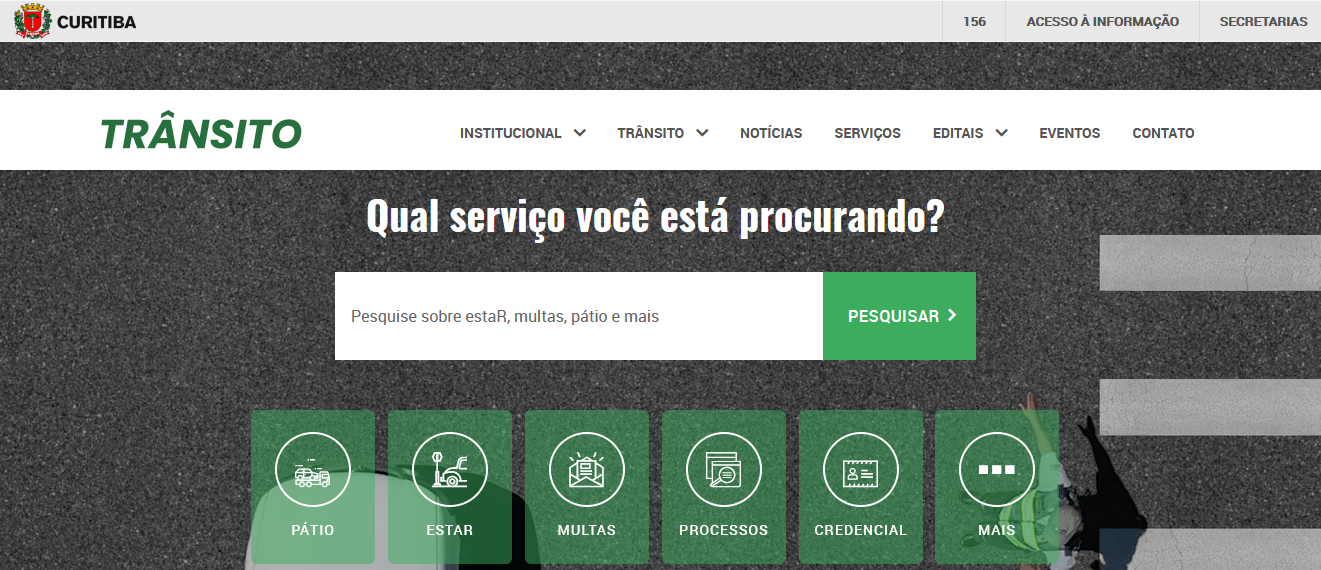 CURITIBA
156
ACESSO À INFORMAÇÃO
SECRETARIAS
TRÂNSITO
INSTITUCIONAL
TRÂNSITO
NOTÍCIAS
SERVIÇOS
EDITAIS
EVENTOS
CONTATO
Qual serviço você está procurando?
Pesquise sobre estaR, multas, pátio e mais
PESQUISAR
PÁTIO
ESTAR
MULTAS
PROCESSOS
CREDENCIAL
MAIS